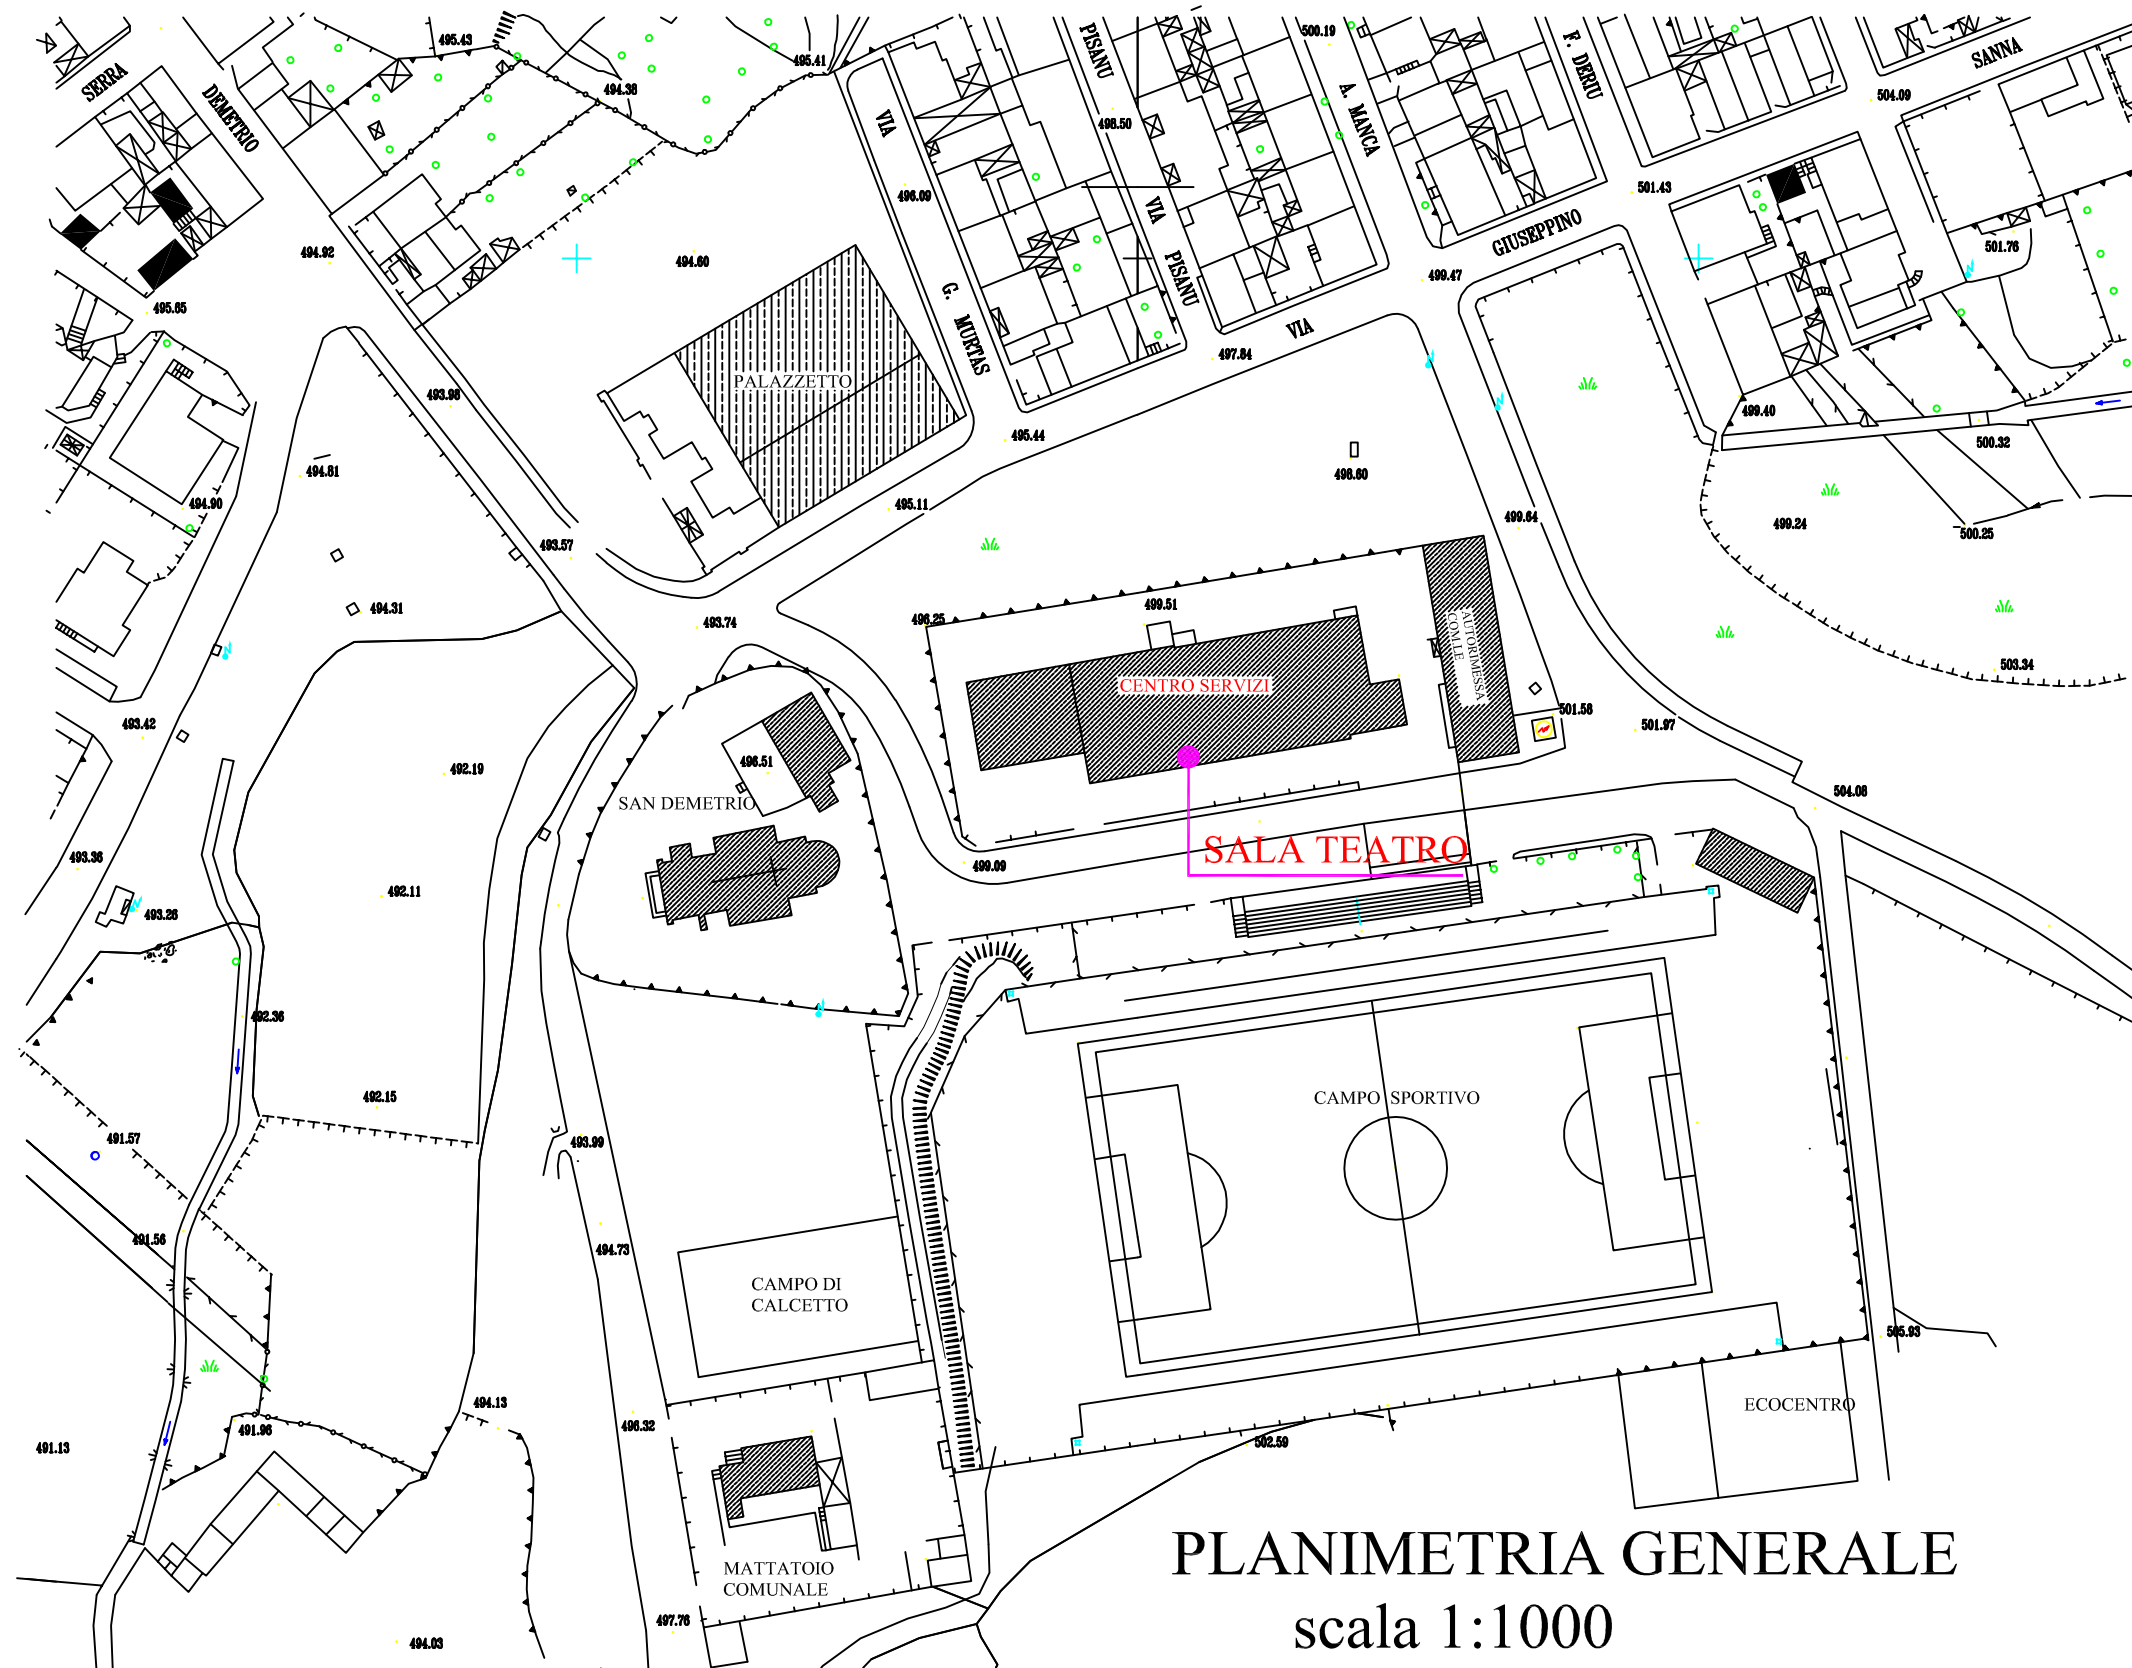 495.43
495.41
500.19
PISANU
F. DERIU
SANNA
SERRA
DEMETRIO
494.38
VIA
498.50
A. MANCA
504.09
496.09
501.43
VIA
GIUSEPPINO
501.76
494.92
494.60
PISANU
499.47
495.65
G. MURTAS
VIA
497.84
PALAZZETTO
493.98
499.40
495.44
500.32
494.81
496.60
494.90
495.11
499.64
499.24
500.25
493.57
494.31
493.74
496.25
499.51
AUTORIMESSA
COM.LE
503.34
CENTRO SERVIZI
501.58
501.97
493.42
492.19
496.51
504.08
SAN DEMETRIO
493.36
499.09
SALA TEATRO
492.11
493.26
492.36
492.15
CAMPO SPORTIVO
491.57
493.99
491.56
494.73
CAMPO DI
CALCETTO
505.93
494.13
ECOCENTRO
491.13
491.96
496.32
502.59
PLANIMETRIA GENERALE
MATTATOIO
COMUNALE
497.76
scala 1:1000
494.03